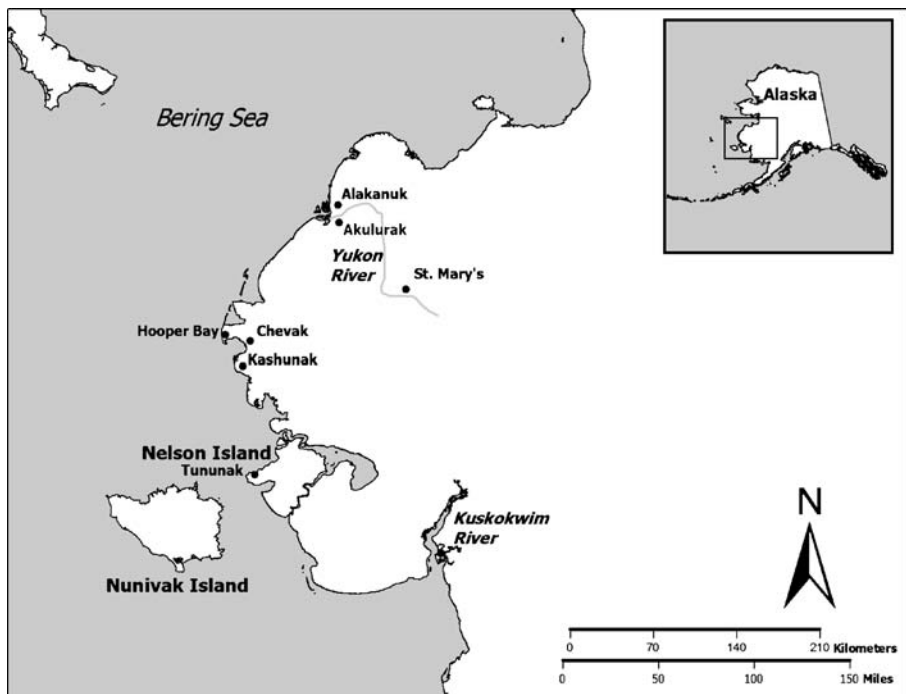 Bering Sea
Alaska
Alakanuk
Akulurak
Yukon
River
St. Mary's
Hooper Bay
Chevak
Kashunak
Nelson Island
Tununak
Kuskokwim
River
Nunivak Island
N
0 70 140 210 Kilometers
0 50 100 150 Miles